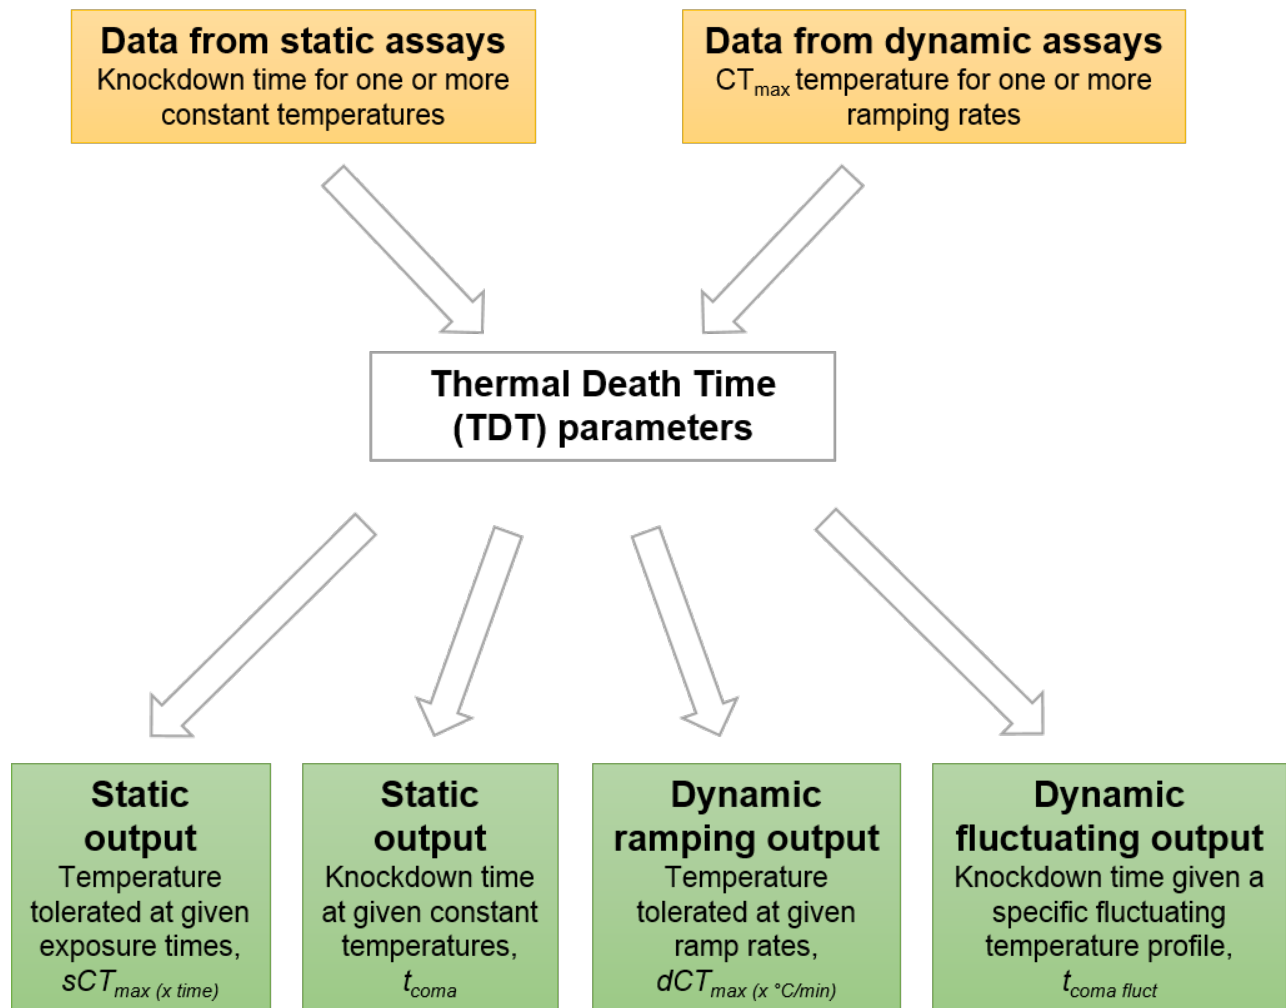 Data from static assays
Knockdown time for one or more
constant temperatures
Data from dynamic assays
CTmax temperature for one or more
ramping rates
Thermal Death Time
(TDT) parameters
Static
output
Temperature
tolerated at given
exposure times,
sCTmax (x time)
Static
output
Knockdown time
at given constant
temperatures,
tcoma
Dynamic
ramping output
Temperature
tolerated at given
ramp rates,
dCTmax (x °C/min)
Dynamic
fluctuating output
Knockdown time given a
specific fluctuating
temperature profile,
tcoma fluct